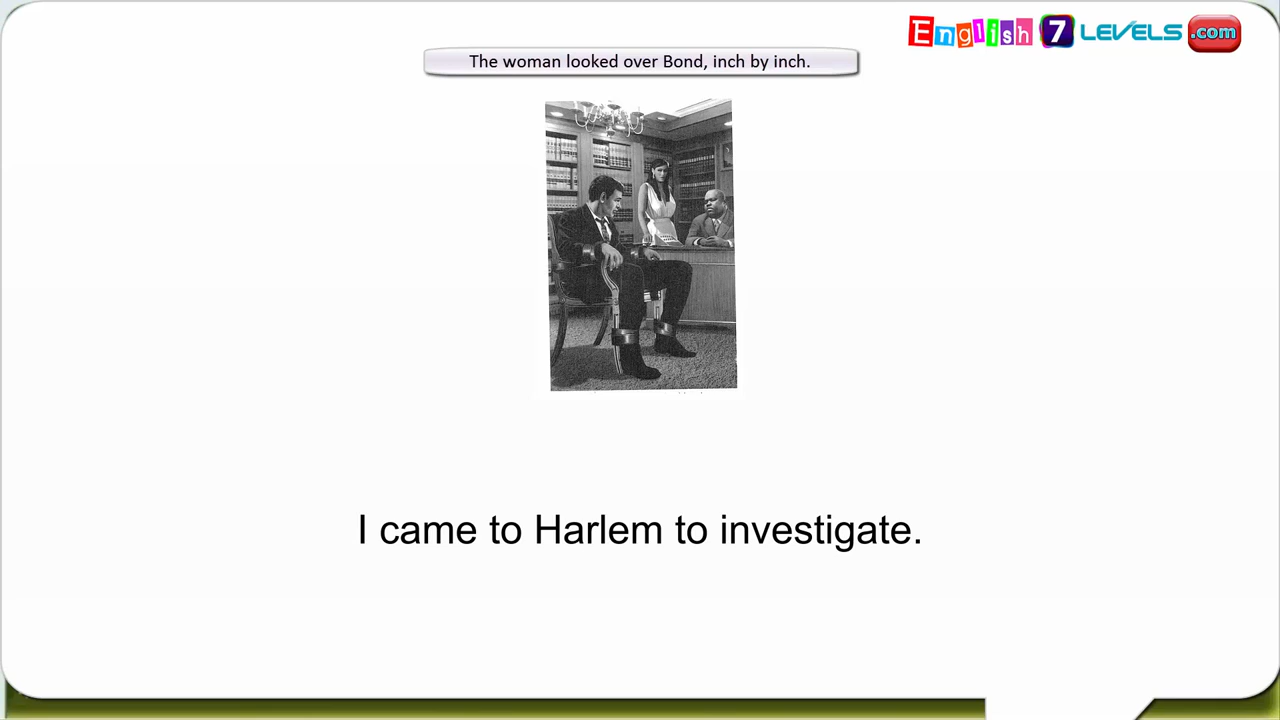 English 7 LEVELS .com
The woman looked over Bond, inch by inch.
I came to Harlem to investigate.